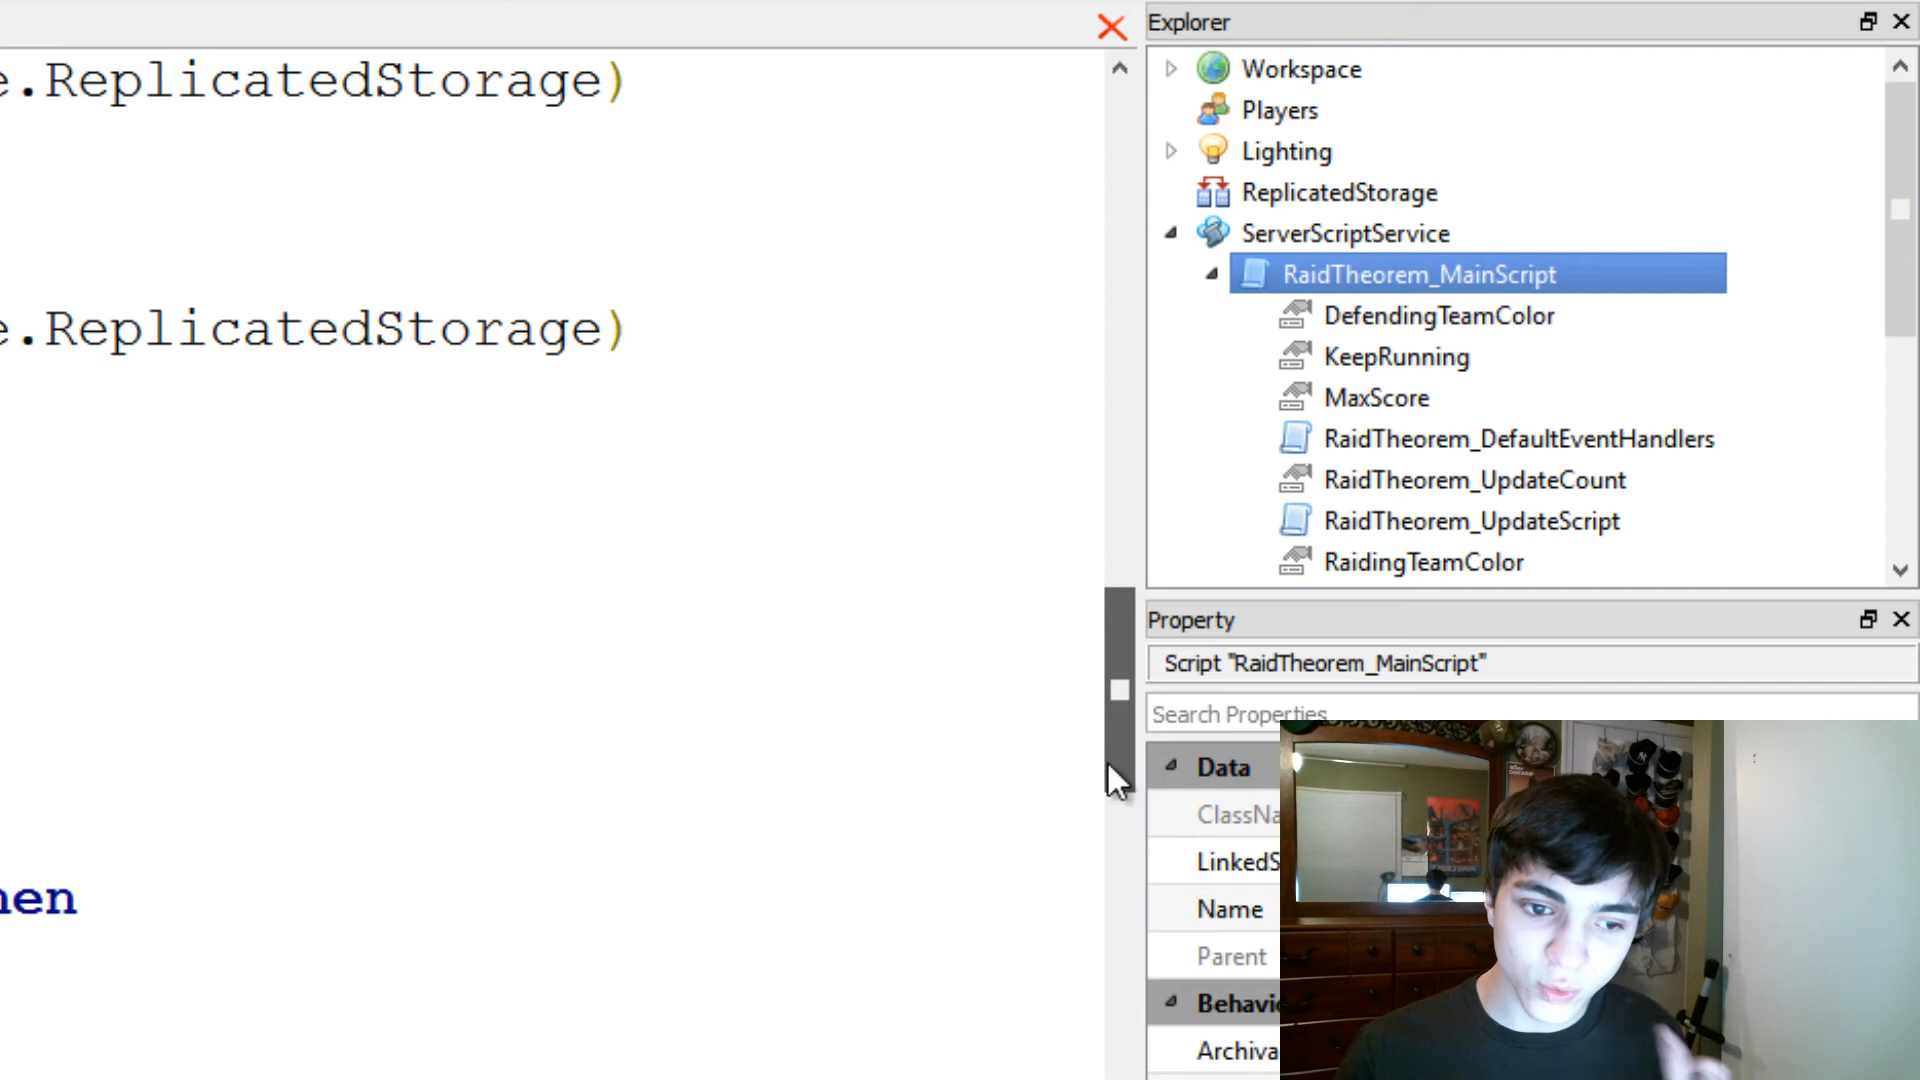 e.ReplicatedStorage)
e.ReplicatedStorage)
hen
Explorer
Workspace
Players
Lighting
ReplicatedStorage
ServerScriptService
RaidTheorem_MainScript
DefendingTeamColor
KeepRunning
MaxScore
RaidTheorem_DefaultEventHandlers
RaidTheorem_UpdateCount
RaidTheorem_UpdateScript
RaidingTeamColor
Property
Script "RaidTheorem_MainScript"
Search Properties
Data
ClassNa
LinkedS
Name
Parent
Behavio
Archiva